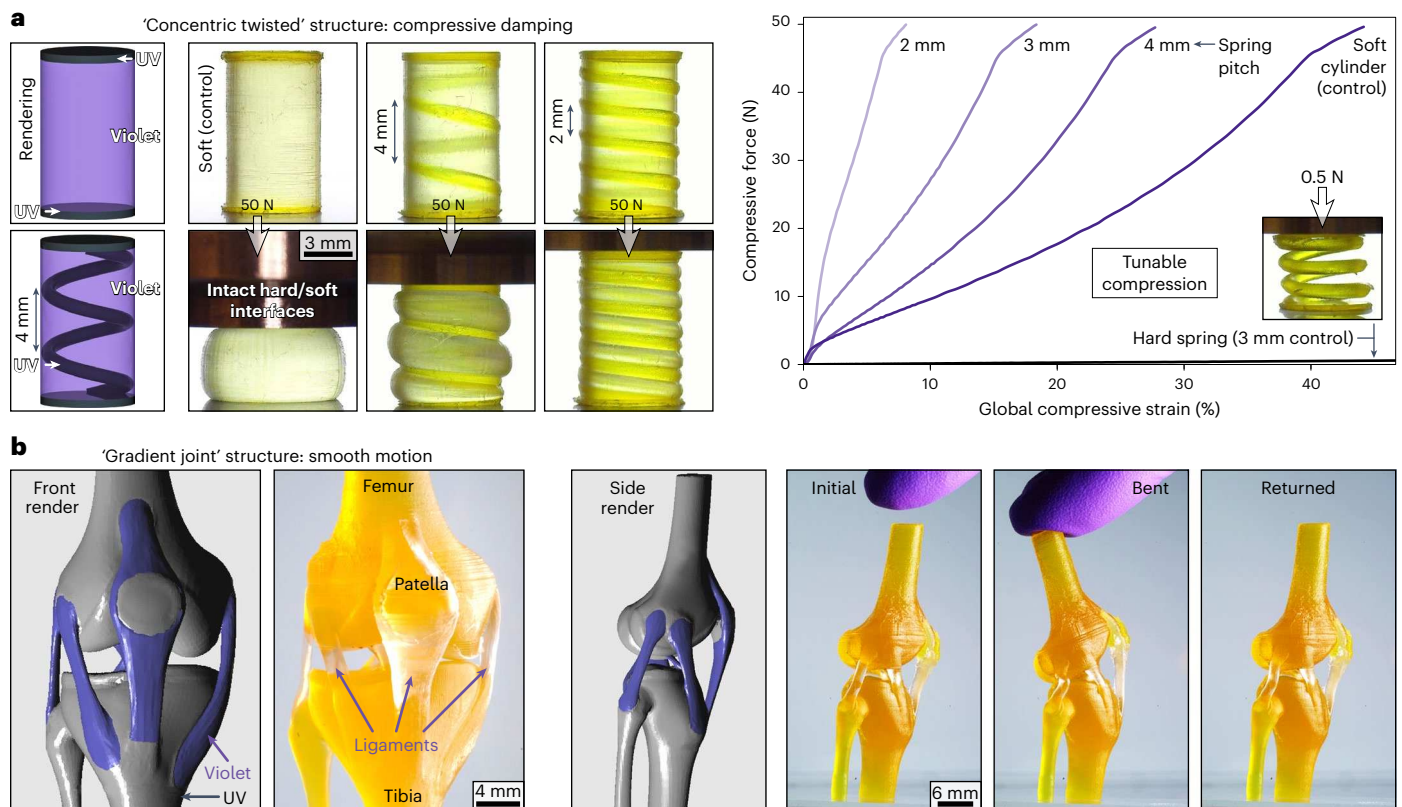 a
'Concentric twisted' structure: compressive damping
Rendering
UV
Violet
UV
Soft (control)
4 mm
2 mm
50 N
50 N
50 N
4 mm
Violet
UV
3 mm
Intact hard/soft
interfaces
Compressive force (N)
50
40
30
20
10
0
2 mm
3 mm
4 mm
Spring
pitch
Soft
cylinder
(control)
0.5 N
Tunable
compression
Hard spring (3 mm control)
0
10
20
30
40
Global compressive strain (%)
b
'Gradient joint' structure: smooth motion
Front
render
Violet
UV
Femur
Patella
Ligaments
Tibia
4 mm
Side
render
Initial
6 mm
Bent
Returned